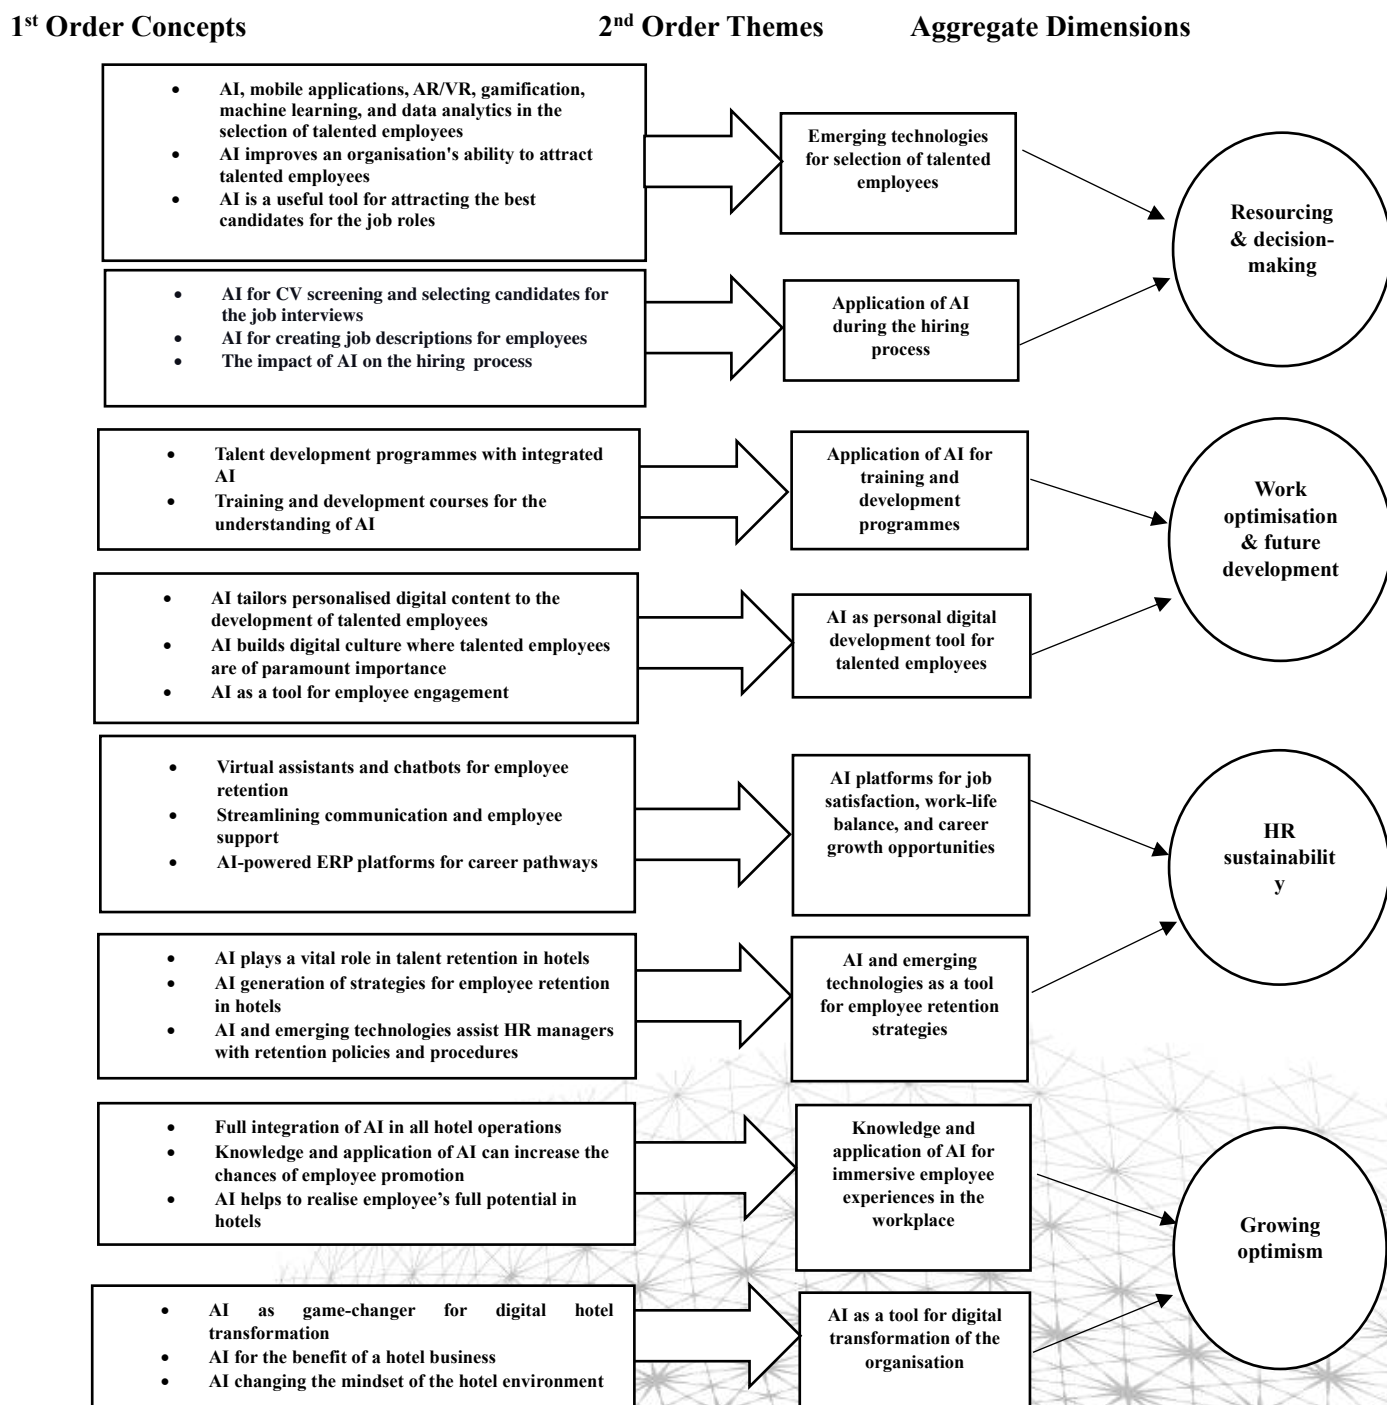 1st Order Concepts
2nd Order Themes
Aggregate Dimensions
• AI, mobile applications, AR/VR, gamification,
machine learning, and data analytics in the
selection of talented employees
• AI improves an organisation's ability to attract
talented employees
• AI is a useful tool for attracting the best
candidates for the job roles
Emerging technologies
for selection of talented
employees
Resourcing
& decision-
making
• AI for CV screening and selecting candidates for
the job interviews
• AI for creating job descriptions for employees
• The impact of AI on the hiring process
Application of AI
during the hiring
process
• Talent development programmes with integrated
AI
• Training and development courses for the
understanding of AI
Application of AI for
training and
development
programmes
Work
optimisation
& future
development
• AI tailors personalised digital content to the
development of talented employees
• AI builds digital culture where talented employees
are of paramount importance
• AI as a tool for employee engagement
AI as personal digital
development tool for
talented employees
• Virtual assistants and chatbots for employee
retention
• Streamlining communication and employee
support
• AI-powered ERP platforms for career pathways
AI platforms for job
satisfaction, work-life
balance, and career
growth opportunities
HR
sustainabilit
y
• AI plays a vital role in talent retention in hotels
• AI generation of strategies for employee retention
in hotels
• AI and emerging technologies assist HR managers
with retention policies and procedures
AI and emerging
technologies as a tool
for employee retention
strategies
• Full integration of AI in all hotel operations
• Knowledge and application of AI can increase the
chances of employee promotion
• AI helps to realise employee’s full potential in
hotels
Knowledge and
application of AI for
immersive employee
experiences in the
workplace
Growing
optimism
• AI as game-changer for digital hotel
transformation
• AI for the benefit of a hotel business
• AI changing the mindset of the hotel environment
AI as a tool for digital
transformation of the
organisation